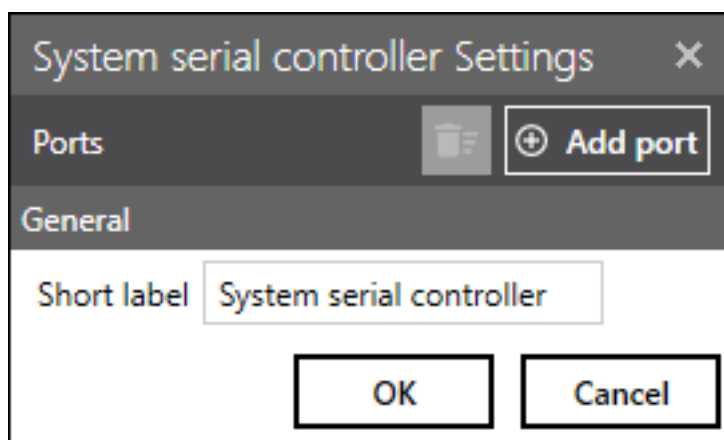 System serial controller Settings
Ports
Add port
General
Short label System serial controller
OK Cancel